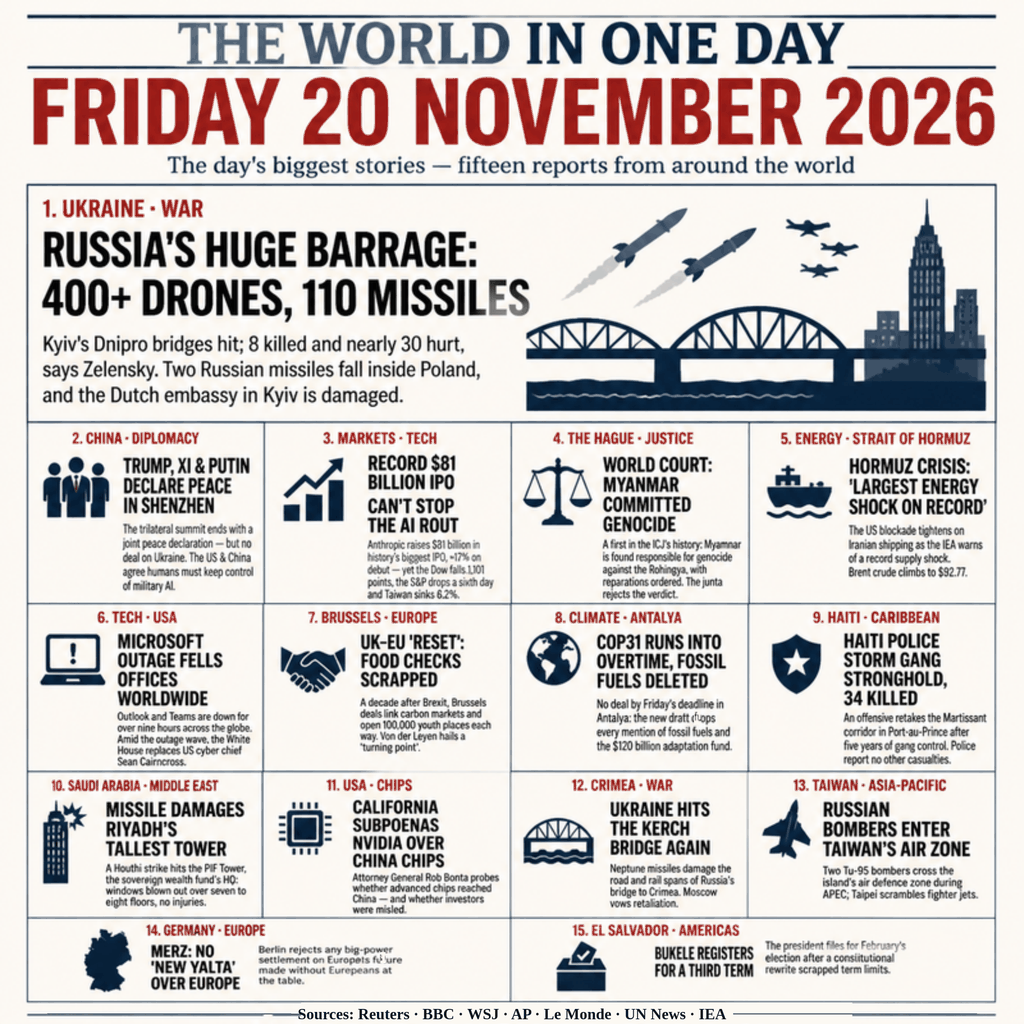 THE WORLD IN ONE DAY
FRIDAY 20 NOVEMBER 2026
The day's biggest stories — fifteen reports from around the world
1. UKRAINE · WAR
RUSSIA'S HUGE BARRAGE:
400+ DRONES, 110 MISSILES
Kyiv's Dnipro bridges hit; 8 killed and nearly 30 hurt,
says Zelensky. Two Russian missiles fall inside Poland,
and the Dutch embassy in Kyiv is damaged.
2. CHINA · DIPLOMACY
TRUMP, XI & PUTIN
DECLARE PEACE
IN SHENZHEN
The trilateral summit ends with a
joint peace declaration — but no
deal on Ukraine. The US & China
agree humans must keep control
of military AI.
3. MARKETS · TECH
RECORD $81
BILLION IPO
CAN'T STOP
THE AI ROUT
Anthropic raises $81 billion in
history's biggest IPO, +17% on
debut — yet the Dow falls 1,101
points, the S&P drops a sixth day
and Taiwan sinks 6.2%.
4. THE HAGUE · JUSTICE
WORLD COURT:
MYANMAR
COMMITTED
GENOCIDE
A first in the ICJ's history: Myanmar
is found responsible for genocide
against the Rohingya, with
reparations ordered. The junta
rejects the verdict.
5. ENERGY · STRAIT OF HORMUZ
HORMUZ CRISIS:
'LARGEST ENERGY
SHOCK ON RECORD'
The US blockade tightens on
Iranian shipping as the IEA warns
of a record supply shock.
Brent crude climbs to $92.77.
6. TECH · USA
MICROSOFT
OUTAGE FELLS
OFFICES
WORLDWIDE
Outlook and Teams are down for
over nine hours across the globe.
Amid the outage wave, the White
House replaces US cyber chief
Sean Cairncross.
7. BRUSSELS · EUROPE
UK–EU 'RESET':
FOOD CHECKS
SCRAPPED
A decade after Brexit, Brussels
deals link carbon markets and
open 100,000 youth places each
way. Von der Leyen hails a
'turning point'.
8. CLIMATE · ANTALYA
COP31 RUNS INTO
OVERTIME, FOSSIL
FUELS DELETED
No deal by Friday's deadline in
Antalya: the new draft drops
every mention of fossil fuels and
the $120 billion adaptation fund.
9. HAITI · CARIBBEAN
HAITI POLICE
STORM GANG
STRONGHOLD,
34 KILLED
An offensive retakes the Martissant
corridor in Port-au-Prince after
five years of gang control. Police
report no other casualties.
10. SAUDI ARABIA · MIDDLE EAST
MISSILE DAMAGES
RIYADH'S
TALLEST TOWER
A Houthi strike hits the PIF Tower,
the sovereign wealth fund's HQ:
windows blown out over seven to
eight floors, no injuries.
11. USA · CHIPS
CALIFORNIA
SUBPOENAS
NVIDIA OVER
CHINA CHIPS
Attorney General Rob Bonta probes
whether advanced chips reached
China — and whether investors
were misled.
12. CRIMEA · WAR
UKRAINE HITS
THE KERCH
BRIDGE AGAIN
Neptune missiles damage the
road and rail spans of Russia's
bridge to Crimea. Moscow
vows retaliation.
13. TAIWAN · ASIA-PACIFIC
RUSSIAN
BOMBERS ENTER
TAIWAN'S AIR ZONE
Two Tu-95 bombers cross the
island's air defence zone during
APEC; Taipei scrambles fighter jets.
14. GERMANY · EUROPE
MERZ: NO
'NEW YALTA'
OVER EUROPE
Berlin rejects any big-power
settlement on
made without Europeans at
the table.
15. EL SALVADOR · AMERICAS
BUKELE REGISTERS
FOR A THIRD TERM
The president files for February's
election after a constitutional
rewrite scrapped term limits.
Sources: Reuters · BBC · WSJ · AP · Le Monde · UN News · IEA